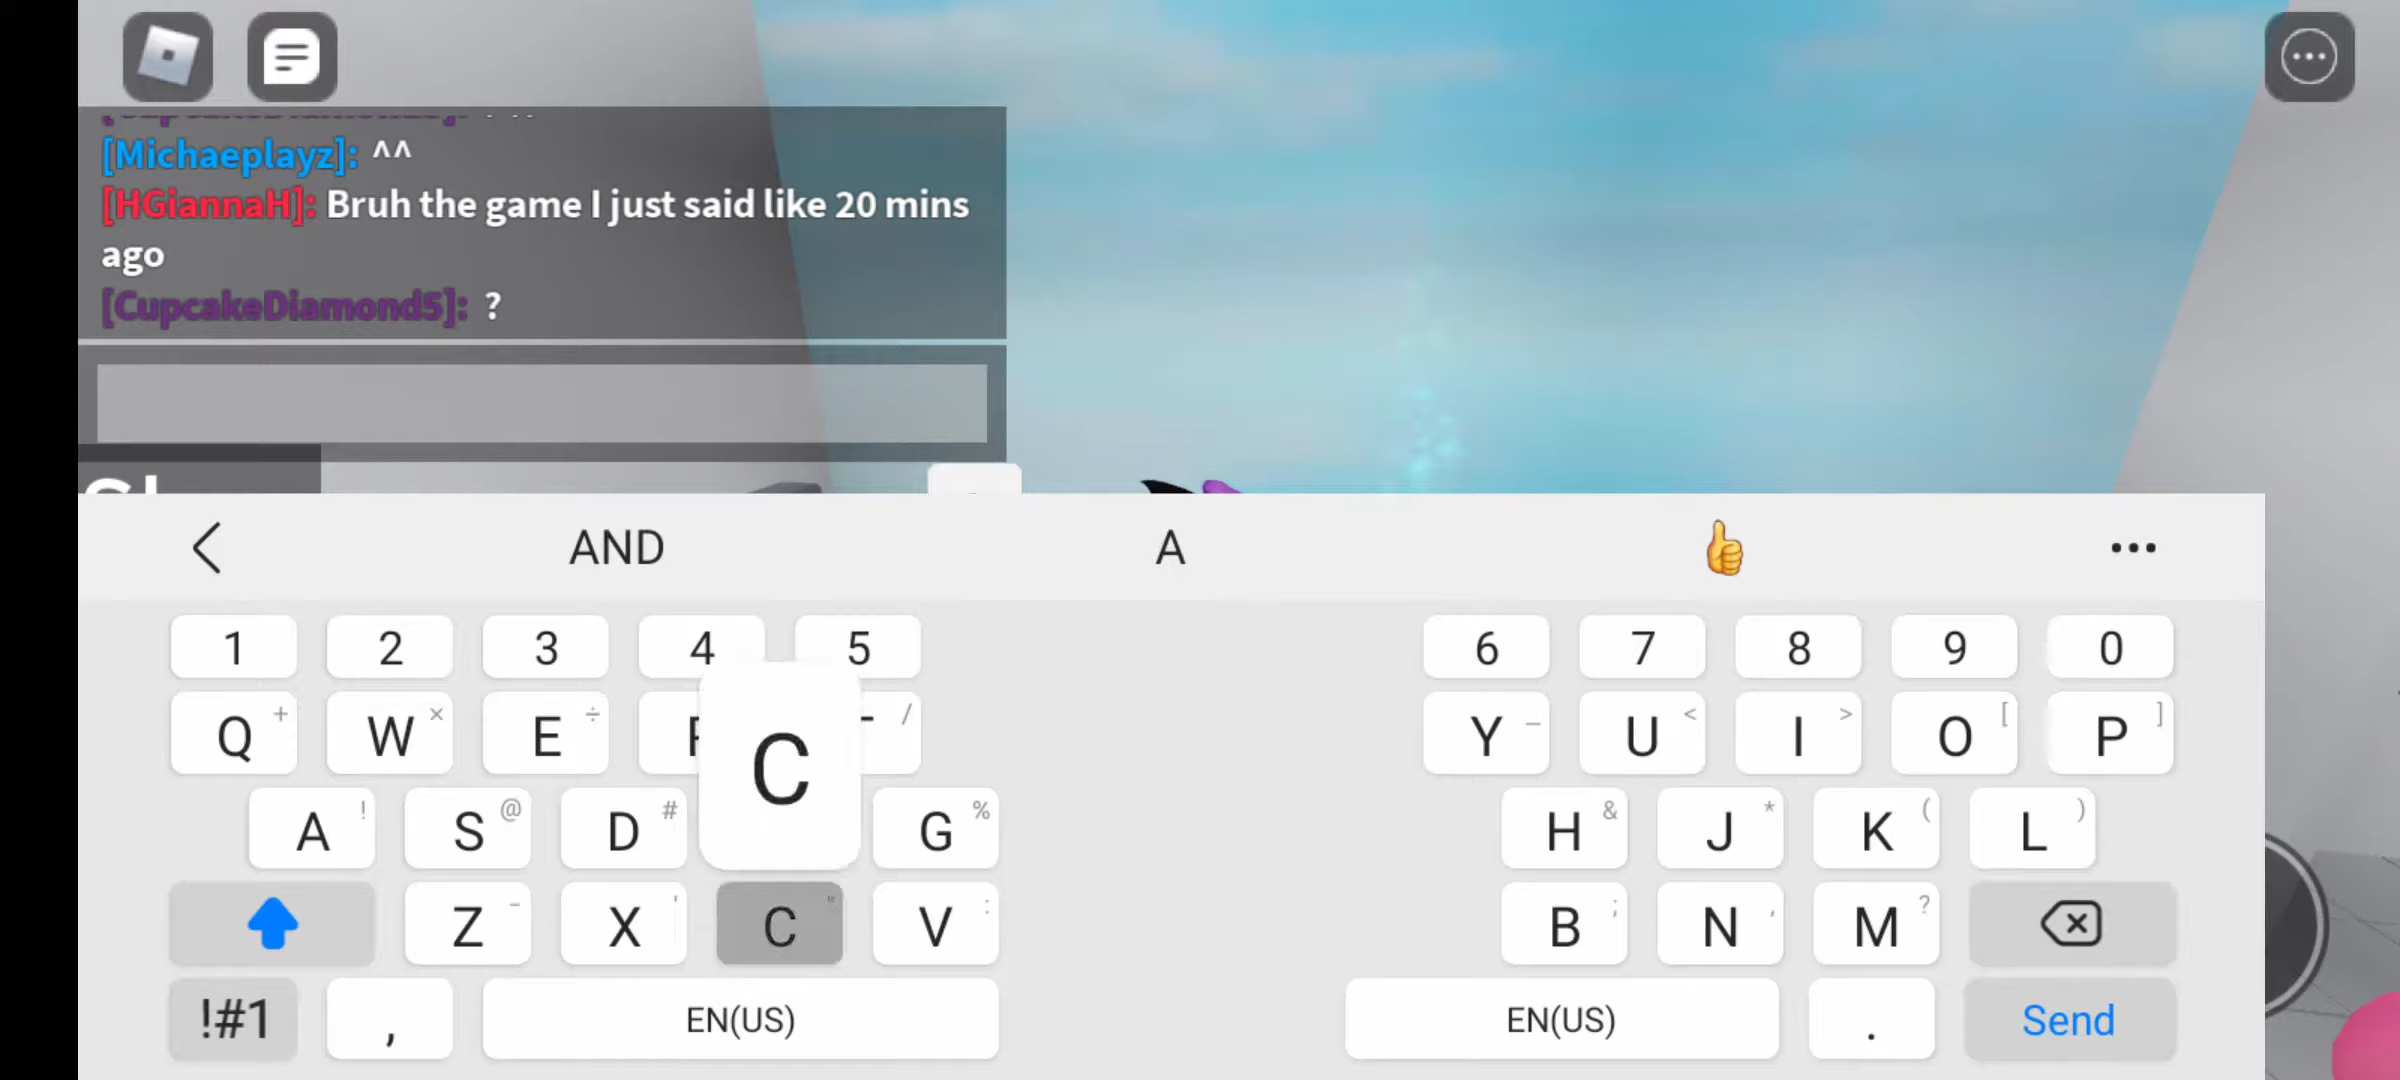 [Michaeplayz]: ^^
[HGiannaH]: Bruh the game I just said like 20 mins
ago
[CupcakeDiamond5]: ?
AND A 👍 •••
1 2 3 4 5 6 7 8 9 0
Q + W × E ÷ / Y _ U < I > O [ P ]
C
A ! S @ D # G % H & J * K ( L )
Z - X ' C " V : B ; N , M ?
!#1 , EN(US) EN(US) . Send